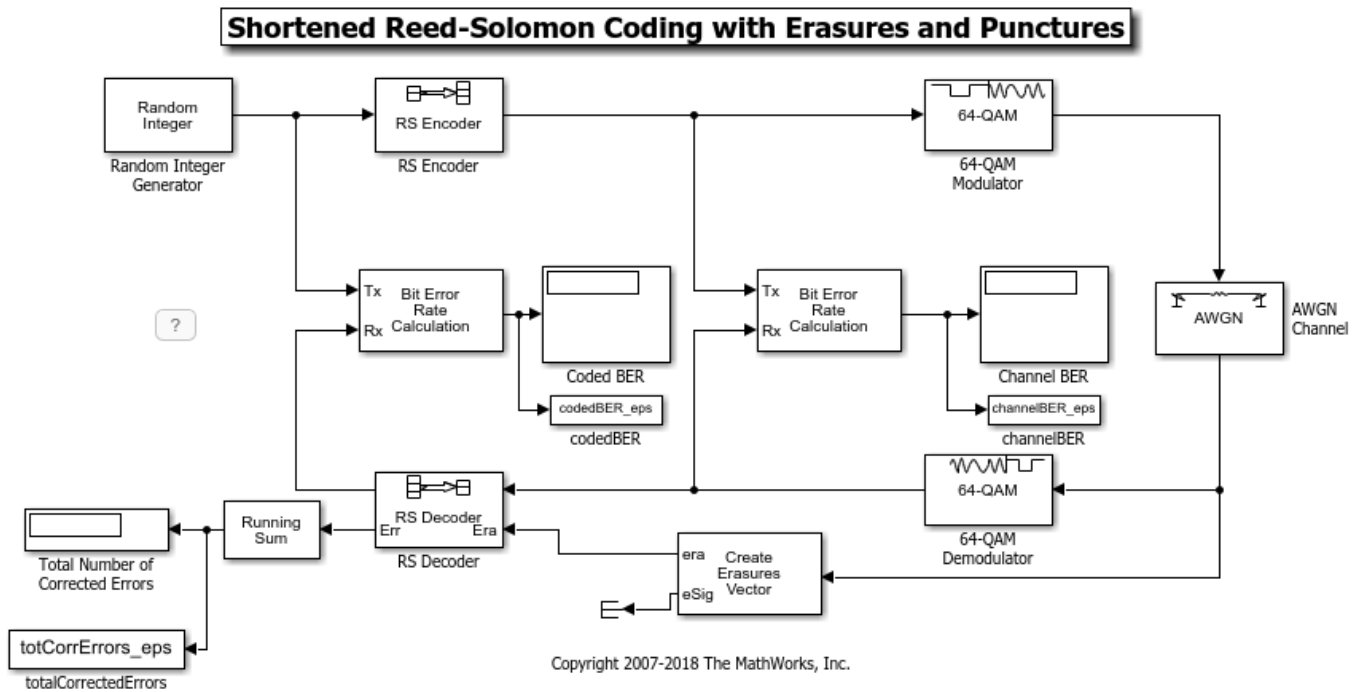 Shortened Reed-Solomon Coding with Erasures and Punctures
Random
Integer
Random Integer
Generator
RS Encoder
RS Encoder
64-QAM
64-QAM
Modulator
Tx
Rx
Bit Error
Rate
Calculation
Coded BER
codedBER_eps
codedBER
Tx
Rx
Bit Error
Rate
Calculation
Channel BER
channelBER_eps
channelBER
AWGN
AWGN
Channel
?
64-QAM
64-QAM
Demodulator
RS Decoder
Err
Era
RS Decoder
Running
Sum
Total Number of
Corrected Errors
totCorrErrors_eps
totalCorrectedErrors
era
eSig
Create
Erasures
Vector
Copyright 2007-2018 The MathWorks, Inc.